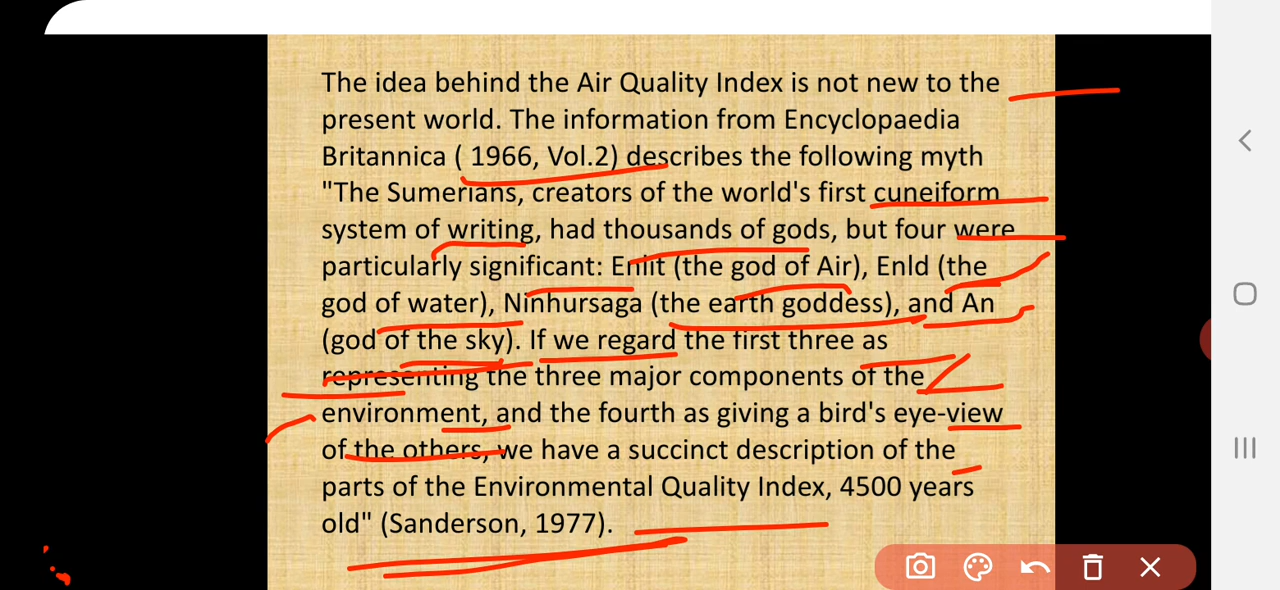 The idea behind the Air Quality Index is not new to the
present world. The information from Encyclopaedia
Britannica ( 1966, Vol.2) describes the following myth
"The Sumerians, creators of the world's first cuneiform
system of writing, had thousands of gods, but four were
particularly significant: Enlit (the god of Air), Enld (the
god of water), Ninhursaga (the earth goddess), and An
(god of the sky). If we regard the first three as
representing the three major components of the
environment, and the fourth as giving a bird's eye-view
of the others, we have a succinct description of the
parts of the Environmental Quality Index, 4500 years
old" (Sanderson, 1977).